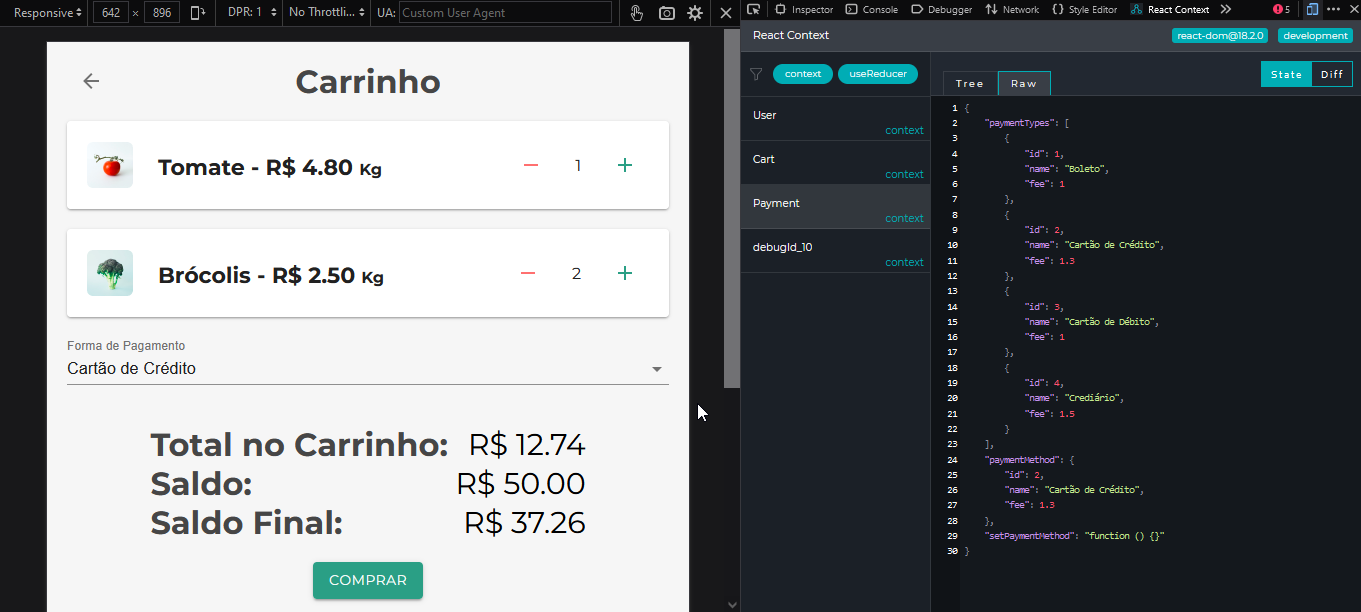 Responsive 642 × 896 DPR: 1 No Throttli... UA: Custom User Agent
Inspector Console Debugger Network Style Editor React Context 5
React Context react-dom@18.2.0 development
Carrinho
Tomate - R$ 4.80 Kg 1
Brócolis - R$ 2.50 Kg 2
Forma de Pagamento
Cartão de Crédito
Total no Carrinho: R$ 12.74
Saldo: R$ 50.00
Saldo Final: R$ 37.26
COMPRAR
context useReducer
User
context
Cart
context
Payment
context
debugId_10
context
Tree Raw State Diff
1 {
2 "paymentTypes": [
3 {
4 "id": 1,
5 "name": "Boleto",
6 "fee": 1
7 },
8 {
9 "id": 2,
10 "name": "Cartão de Crédito",
11 "fee": 1.3
12 },
13 {
14 "id": 3,
15 "name": "Cartão de Débito",
16 "fee": 1
17 },
18 {
19 "id": 4,
20 "name": "Crediário",
21 "fee": 1.5
22 }
23 ],
24 "paymentMethod": {
25 "id": 2,
26 "name": "Cartão de Crédito",
27 "fee": 1.3
28 },
29 "setPaymentMethod": "function () {}"
30 }